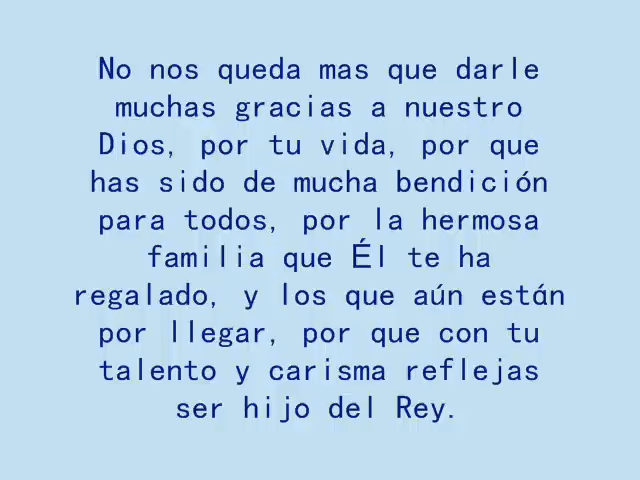 No nos queda mas que darle
muchas gracias a nuestro
Dios, por tu vida, por que
has sido de mucha bendición
para todos, por la hermosa
familia que Él te ha
regalado, y los que aún están
por llegar, por que con tu
talento y carisma reflejas
ser hijo del Rey.